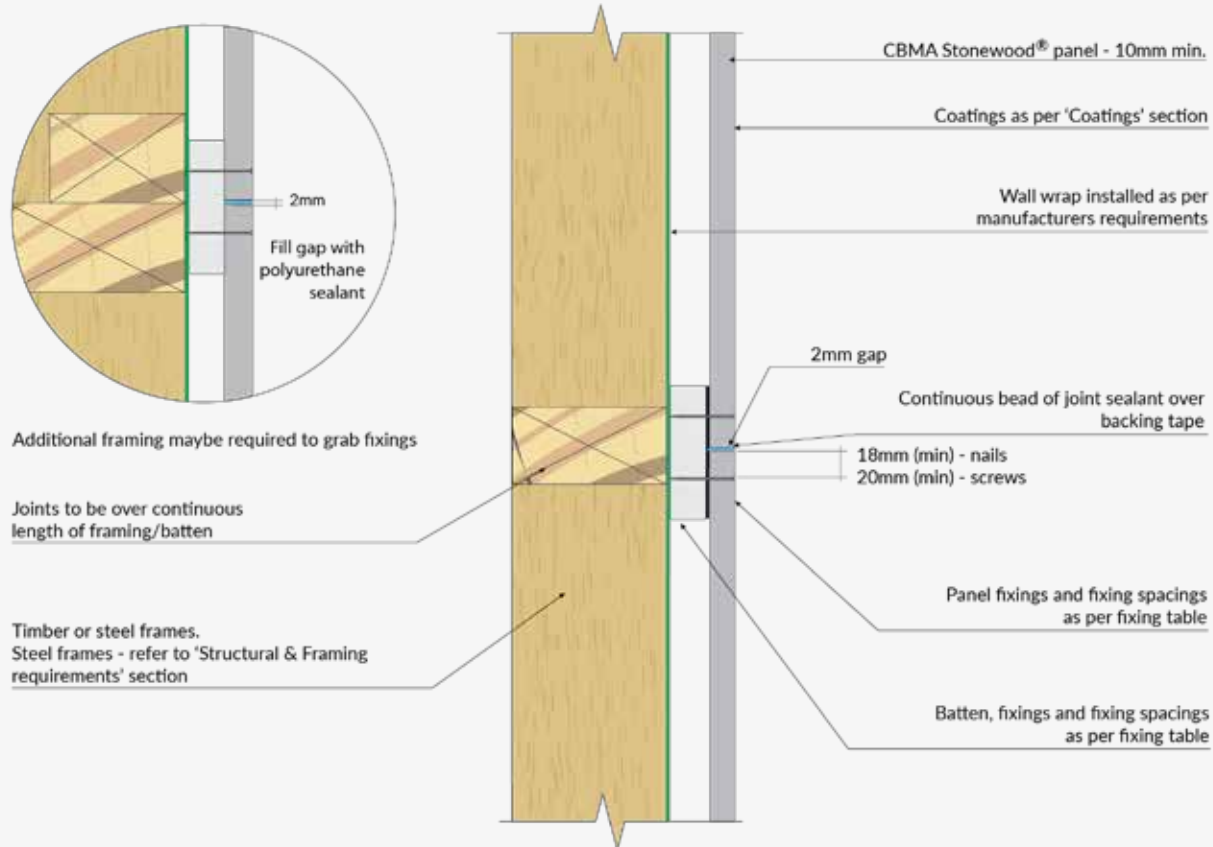 2mm
Fill gap with
polyurethane
sealant
Additional framing maybe required to grab fixings
Joints to be over continuous
length of framing/batten
Timber or steel frames.
Steel frames - refer to ‘Structural & Framing
requirements’ section
CBMA Stonewood® panel - 10mm min.
Coatings as per ‘Coatings’ section
Wall wrap installed as per
manufacturers requirements
2mm gap
Continuous bead of joint sealant over
backing tape
18mm (min) - nails
20mm (min) - screws
Panel fixings and fixing spacings
as per fixing table
Batten, fixings and fixing spacings
as per fixing table